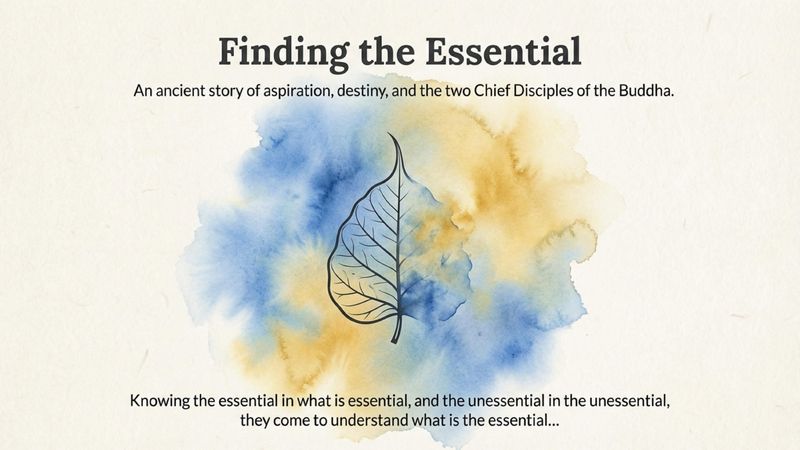 Finding the Essential
An ancient story of aspiration, destiny, and the two Chief Disciples of the Buddha.
Knowing the essential in what is essential, and the unessential in the unessential,
they come to understand what is the essential...